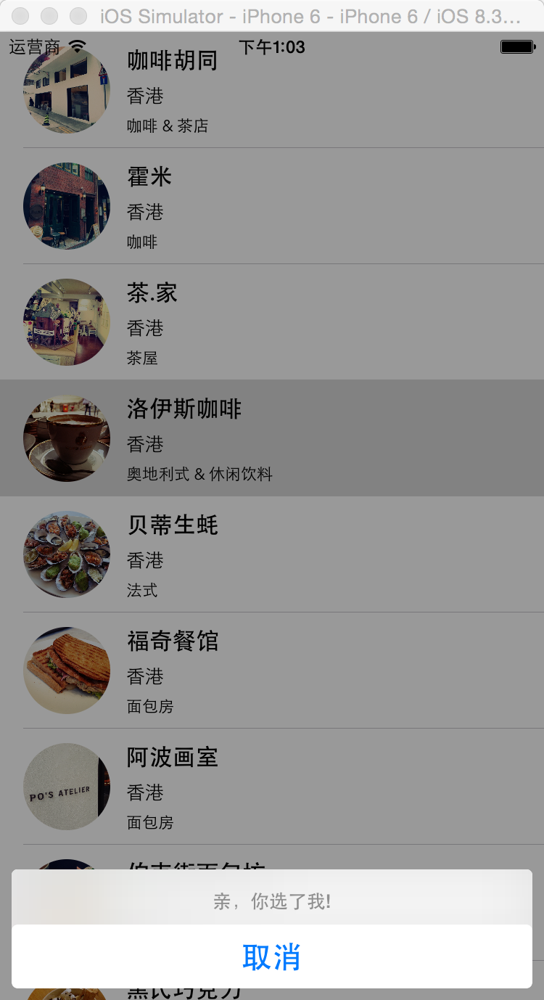 iOS Simulator - iPhone 6 - iPhone 6 / iOS 8.3...
运营商 下午1:03
咖啡胡同
香港
咖啡 & 茶店
霍米
香港
咖啡
茶.家
香港
茶屋
洛伊斯咖啡
香港
奥地利式 & 休闲饮料
贝蒂生蚝
香港
法式
福奇餐馆
香港
面包房
PO'S ATELIER
阿波画室
香港
面包房
亲，你选了我!
取消